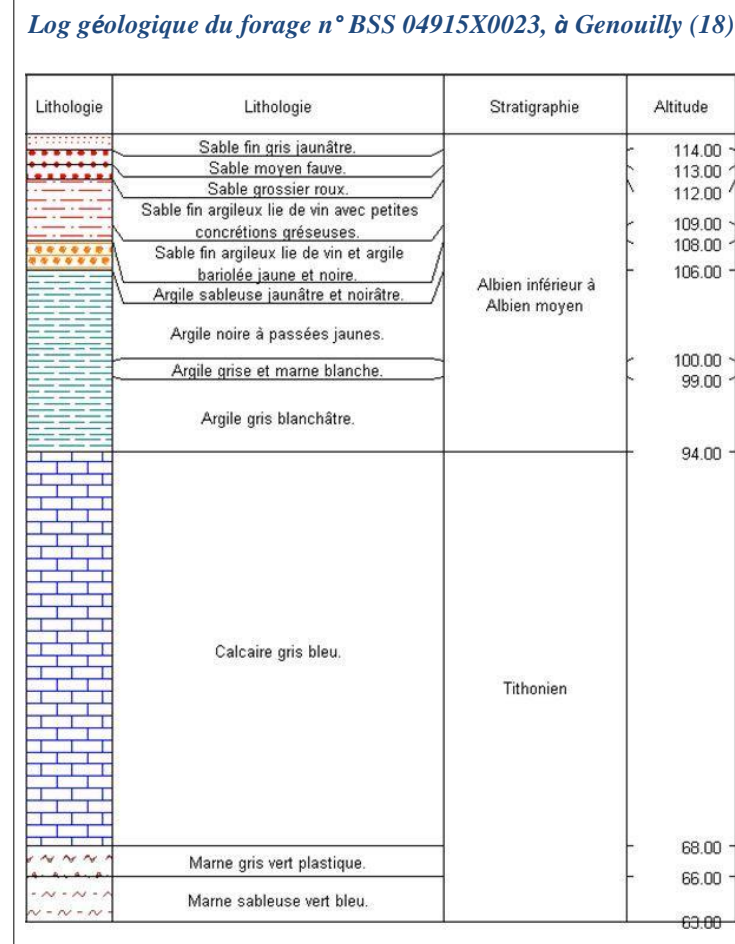 Log géologique du forage n° BSS 04915X0023, à Genouilly (18)
Lithologie
Lithologie
Stratigraphie
Altitude
Sable fin gris jaunâtre.
Sable moyen fauve.
Sable grossier roux.
Sable fin argileux lie de vin avec petites
concrétions gréseuses.
Sable fin argileux lie de vin et argile
bariolée jaune et noire.
Argile sableuse jaunâtre et noirâtre.
Argile noire à passées jaunes.
Argile grise et marne blanche.
Argile gris blanchâtre.
Calcaire gris bleu.
Marne gris vert plastique.
Marne sableuse vert bleu.
Albien inférieur à
Albien moyen
Tithonien
114.00
113.00
112.00
109.00
108.00
106.00
100.00
99.00
94.00
68.00
66.00
63.00